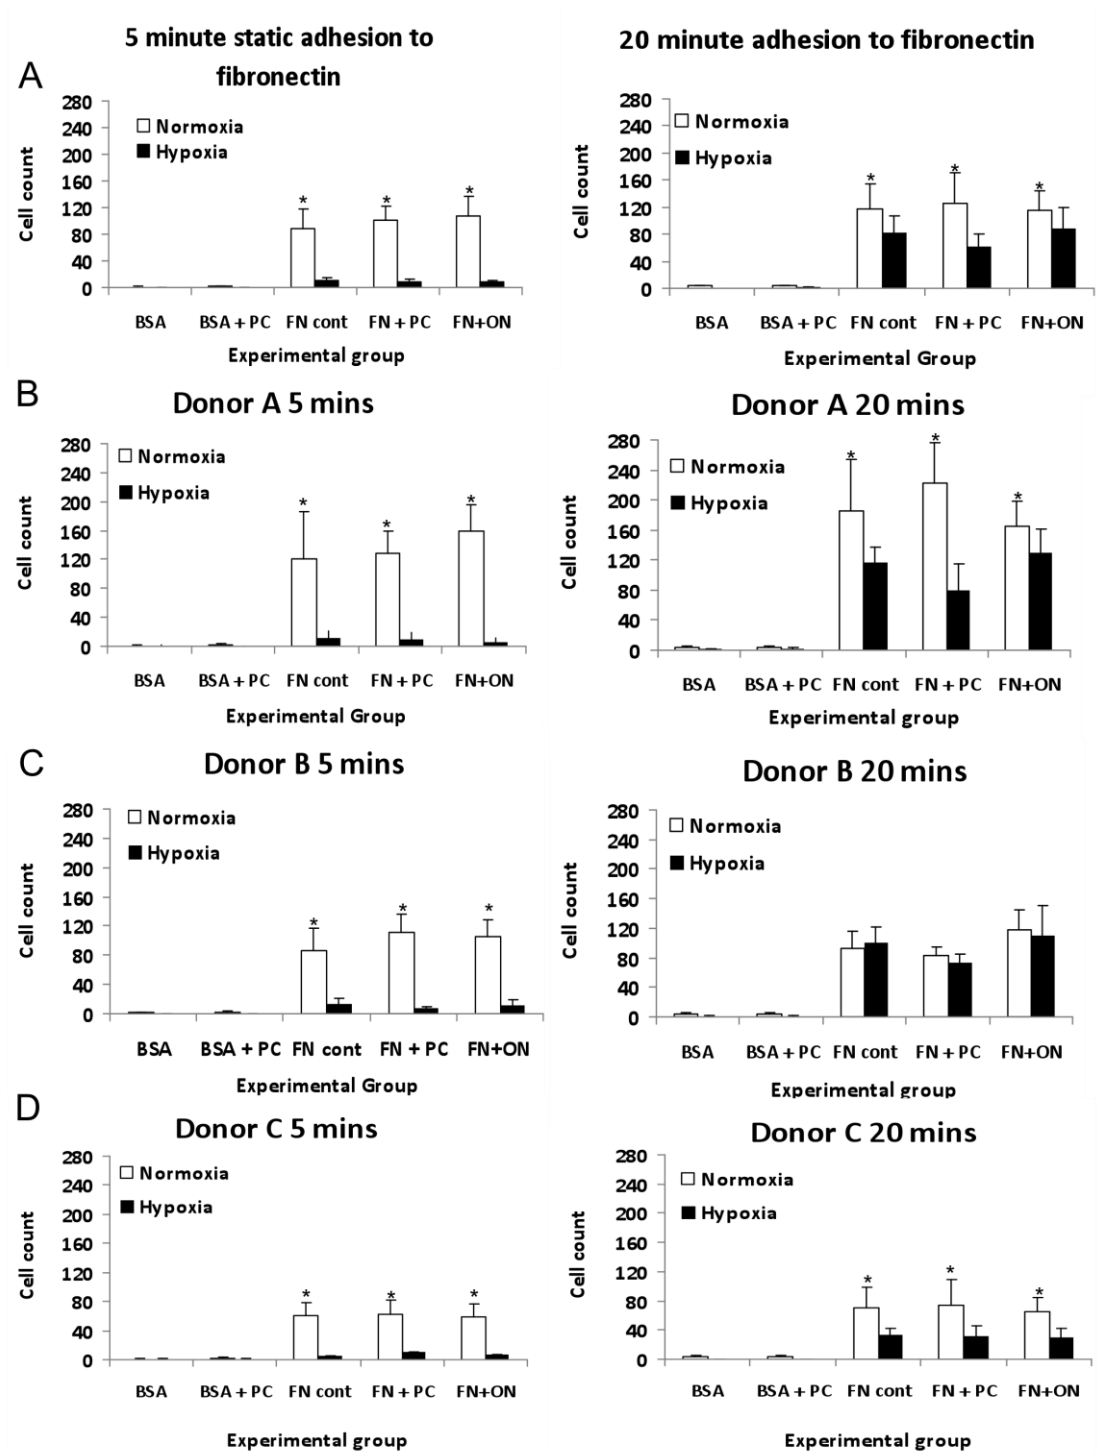 5 minute static adhesion to
fibronectin
A
280
240
200
160
120
80
40
0
Cell count
Normoxia
Hypoxia
*
*
*
BSA
BSA + PC
FN cont
FN + PC
FN+ON
Experimental group
20 minute adhesion to fibronectin
280
240
200
160
120
80
40
0
Cell count
Normoxia
Hypoxia
*
*
*
BSA
BSA + PC
FN cont
FN + PC
FN+ON
Experimental Group
B
Donor A 5 mins
280
240
200
160
120
80
40
0
Cell count
Normoxia
Hypoxia
*
*
*
BSA
BSA + PC
FN cont
FN + PC
FN+ON
Experimental Group
Donor A 20 mins
280
240
200
160
120
80
40
0
Cell count
Normoxia
Hypoxia
*
*
*
BSA
BSA + PC
FN cont
FN + PC
FN+ON
Experimental group
C
Donor B 5 mins
280
240
200
160
120
80
40
0
Cell count
Normoxia
Hypoxia
*
*
*
BSA
BSA + PC
FN cont
FN + PC
FN+ON
Experimental Group
Donor B 20 mins
280
240
200
160
120
80
40
0
Cell count
Normoxia
Hypoxia
BSA
BSA + PC
FN cont
FN + PC
FN+ON
Experimental group
D
Donor C 5 mins
280
240
200
160
120
80
40
0
Cell count
Normoxia
Hypoxia
*
*
*
BSA
BSA + PC
FN cont
FN + PC
FN+ON
Experimental group
Donor C 20 mins
280
240
200
160
120
80
40
0
Cell count
Normoxia
Hypoxia
*
*
*
BSA
BSA + PC
FN cont
FN + PC
FN+ON
Experimental group